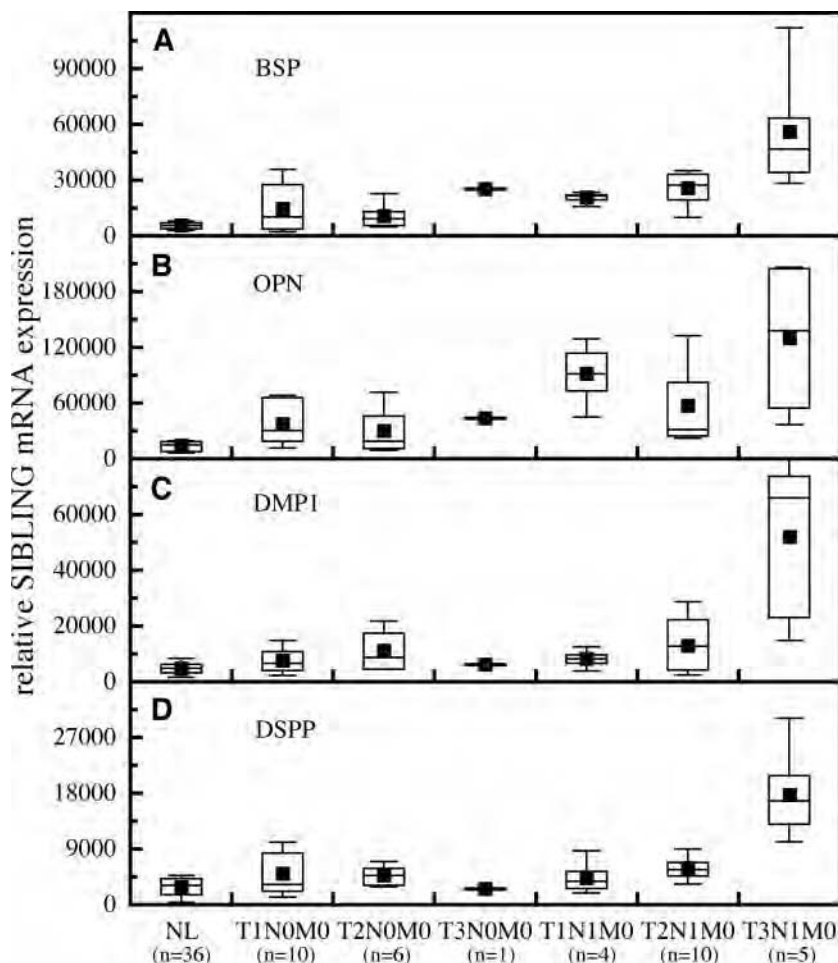 relative SIBLING mRNA expression
A
BSP
90000
60000
30000
0
B
OPN
180000
120000
60000
0
C
DMP1
60000
40000
20000
0
D
DSPP
27000
18000
9000
0
NL T1N0M0 T2N0M0 T3N0M0 T1N1M0 T2N1M0 T3N1M0
(n=36) (n=10) (n=6) (n=1) (n=4) (n=10) (n=5)